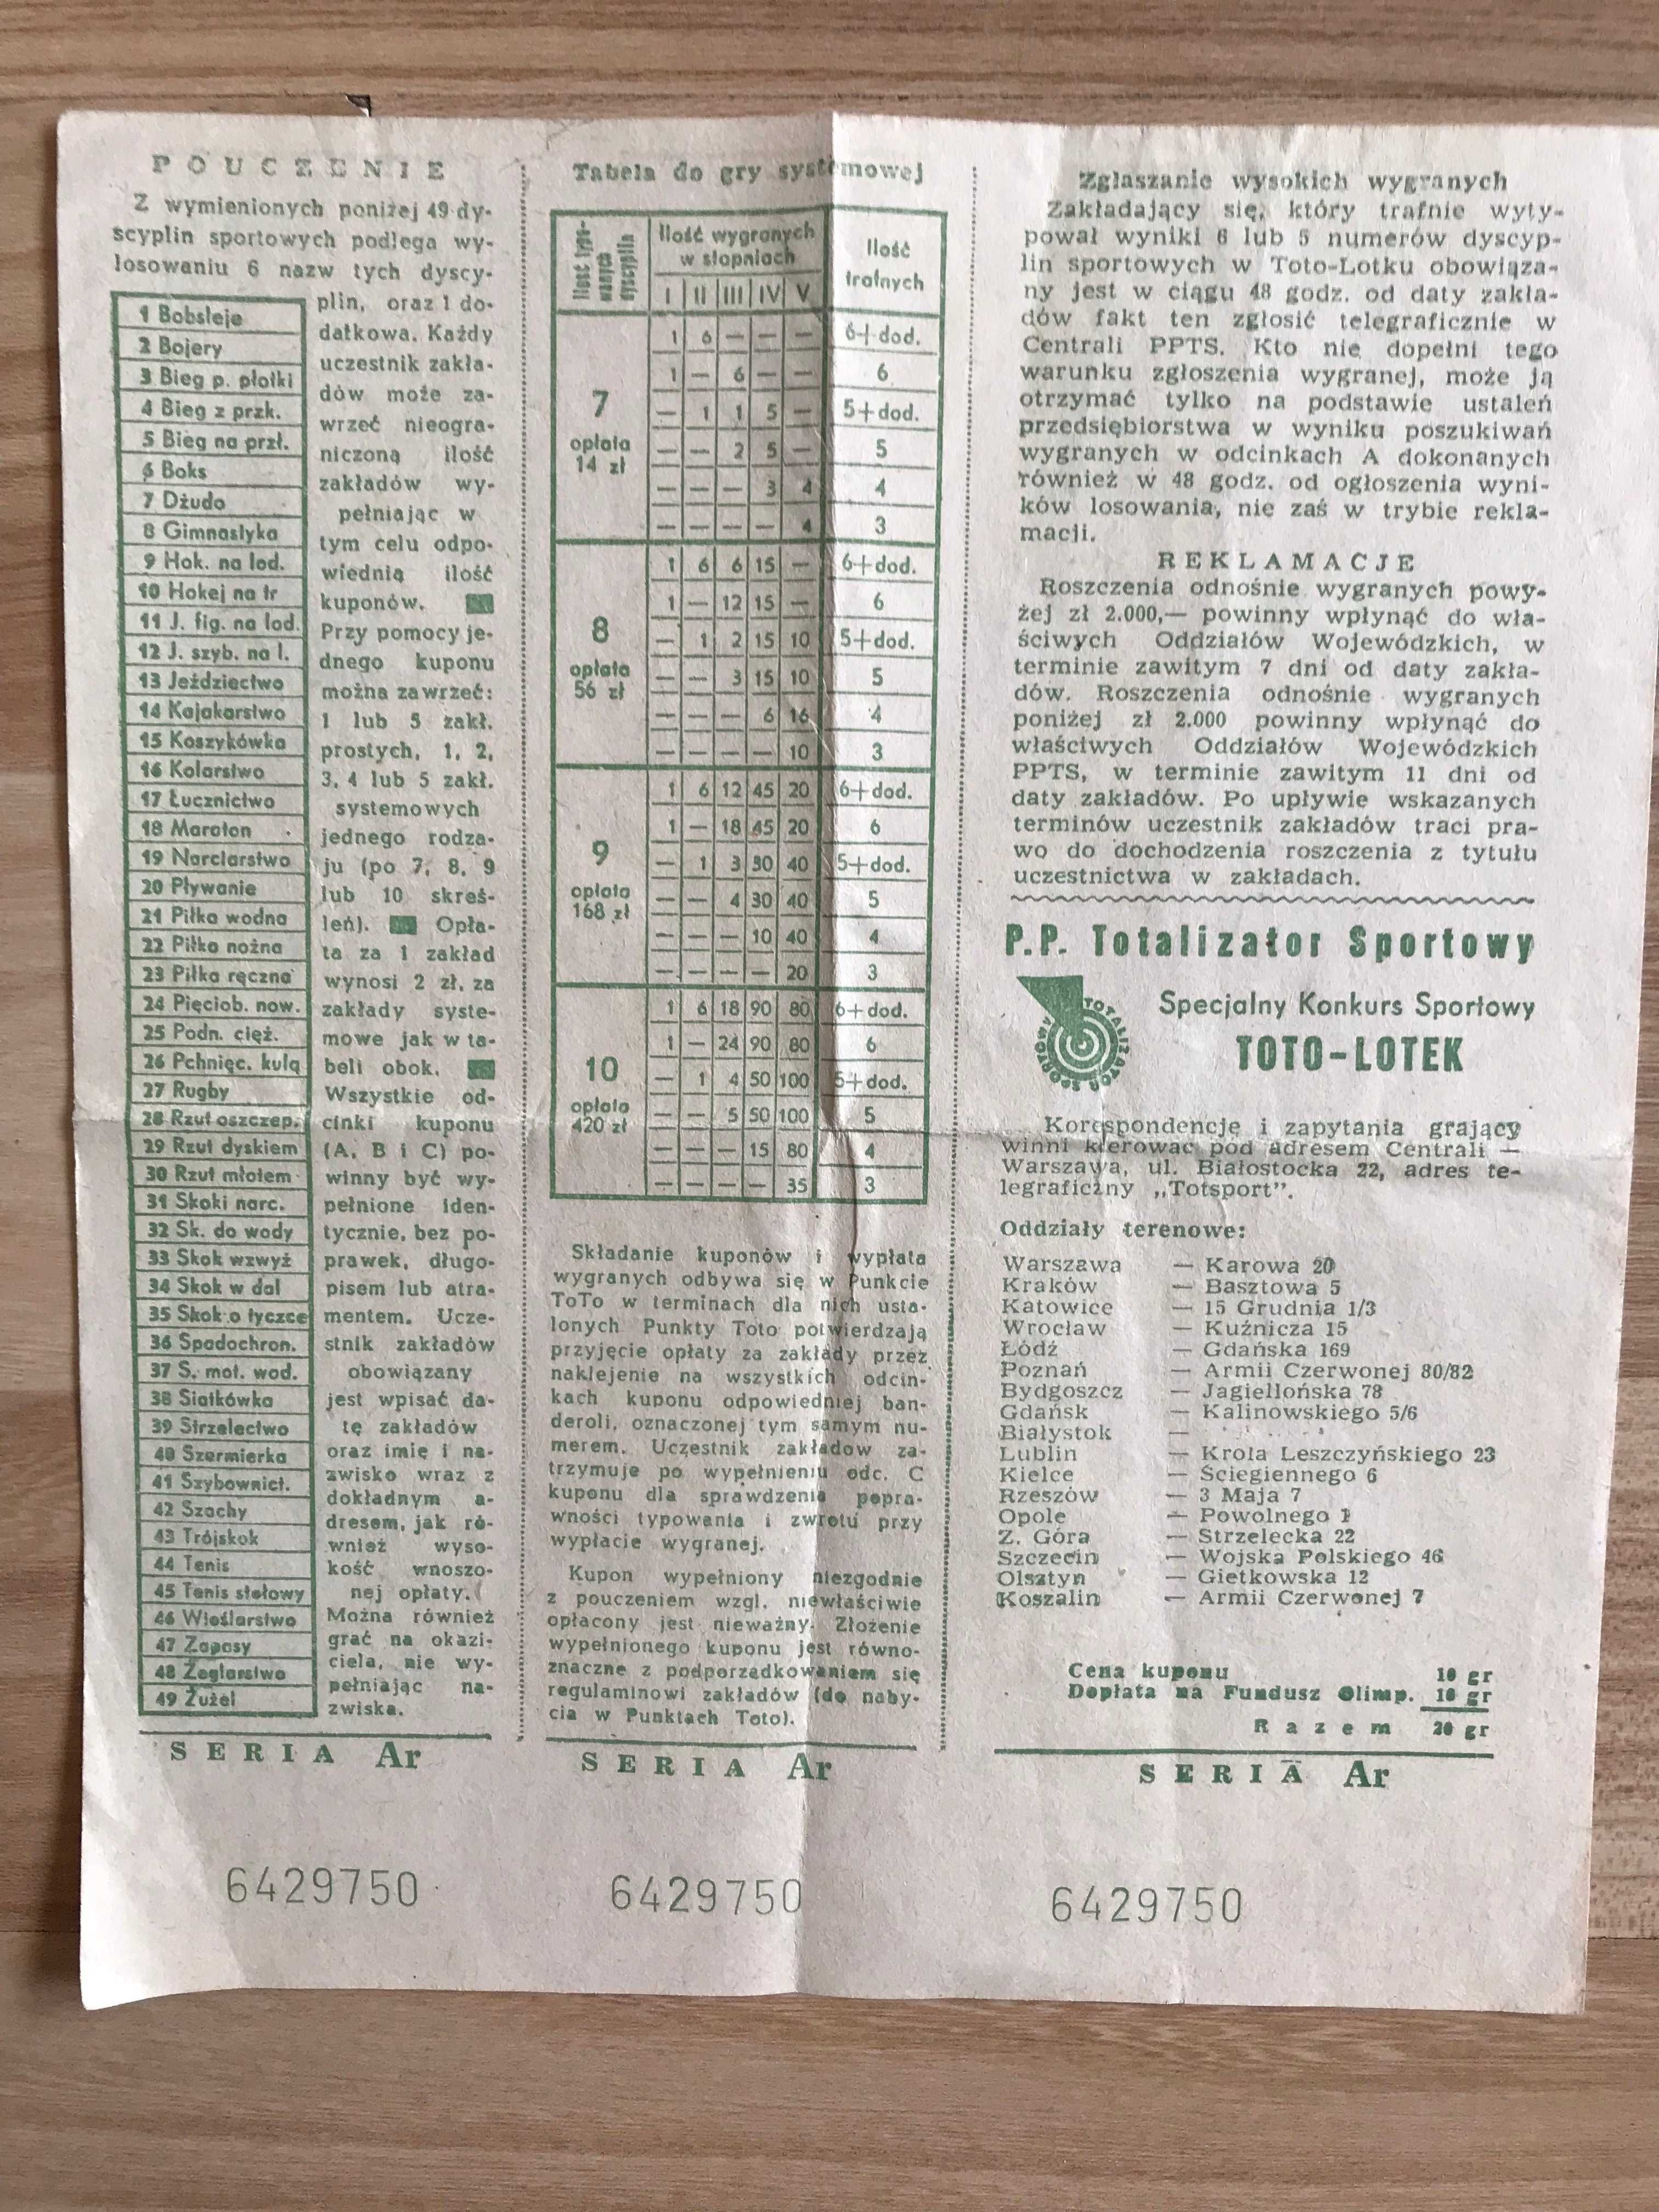 POUCZENIE
Z wymienionych poniżej 49 dy-
scyplin sportowych podlega wy-
losowaniu 6 nazw tych dyscy-
plin, oraz 1 do-
datkowa. Każdy
uczestnik zakła-
dów może za-
wrzeć nieogra-
niczoną ilość
zakładów wy-
pełniając w
tym celu odpo-
wiednią ilość
kuponów.
Przy pomocy je-
dnego kuponu
można zawrzeć:
1 lub 5 zakł.
prostych, 1, 2,
3, 4 lub 5 zakł.
systemowych
jednego rodza-
ju (po 7, 8, 9
lub 10 skreś-
leń). Opła-
ta za 1 zakład
wynosi 2 zł, za
zakłady syste-
mowe jak w ta-
beli obok.
Wszystkie od-
cinki kuponu
(A, B i C) po-
winny być wy-
pełnione iden-
tycznie, bez po-
prawek, długo-
pisem lub atra-
mentem. Ucze-
stnik zakładów
obowiązany
jest wpisać da-
tę zakładów
oraz imię i na-
zwisko wraz z
dokładnym a-
dresem, jak ró-
wnież wyso-
kość wnoszo-
nej opłaty.
Można również
grać na okazi-
ciela, nie wy-
pełniając na-
zwiska.
1 Bobsleje
2 Bojery
3 Bieg p. płotki
4 Bieg z przk.
5 Bieg na przł.
6 Boks
7 Dżudo
8 Gimnastyka
9 Hok. na lod.
10 Hokej na tr
11 J. fig. na lod.
12 J. szyb. na l.
13 Jeździectwo
14 Kajakarstwo
15 Koszykówka
16 Kolarstwo
17 Łucznictwo
18 Maraton
19 Narciarstwo
20 Pływanie
21 Piłka wodna
22 Piłka nożna
23 Piłka ręczna
24 Pięciob. now.
25 Podn. cięż.
26 Pchnięc. kulą
27 Rugby
28 Rzut oszczep.
29 Rzut dyskiem
30 Rzut młotem
31 Skoki narc.
32 Sk. do wody
33 Skok wzwyż
34 Skok w dal
35 Skok o tyczce
36 Spadochron.
37 S. mot. wod.
38 Siatkówka
39 Strzelectwo
40 Szermierka
41 Szybownict.
42 Szachy
43 Trójskok
44 Tenis
45 Tenis stołowy
46 Wioślarstwo
47 Zapasy
48 Żeglarstwo
49 Żużel
SERIA Ar
6429750
Tabela do gry systemowej
Ilość typo-
wanych
dyscyplin
Ilość wygranych
w stopniach
I II III IV V
Ilość
trafnych
7
opłata
14 zł
1 6 — — — 6+dod.
1 — 6 — — 6
— 1 1 5 — 5+dod.
— — 2 5 — 5
— — — 3 4 4
— — — — 4 3
8
opłata
56 zł
1 6 6 15 — 6+dod.
1 — 12 15 — 6
— 1 2 15 10 5+dod.
— — 3 15 10 5
— — — 6 16 4
— — — — 10 3
9
opłata
168 zł
1 6 12 45 20 6+dod.
1 — 18 45 20 6
— 1 3 30 40 5+dod.
— — 4 30 40 5
— — — 10 40 4
— — — — 20 3
10
opłata
420 zł
1 6 18 90 80 6+dod.
1 — 24 90 80 6
— 1 4 50 100 5+dod.
— — 5 50 100 5
— — — 15 80 4
— — — — 35 3
Składanie kuponów i wypłata
wygranych odbywa się w Punkcie
ToTo w terminach dla nich usta-
lonych Punkty Toto potwierdzają
przyjęcie opłaty za zakłady przez
naklejenie na wszystkich odcin-
kach kuponu odpowiedniej ban-
deroli, oznaczonej tym samym nu-
merem. Uczestnik zakładow za-
trzymuje po wypełnieniu odc. C
kuponu dla sprawdzenia popra-
wności typowania i zwrotu przy
wypłacie wygranej.
Kupon wypełniony niezgodnie
z pouczeniem wzgl. niewłaściwie
opłacony jest nieważny. Złożenie
wypełnionego kuponu jest równo-
znaczne z podporządkowaniem się
regulaminowi zakładów (do naby-
cia w Punktach Toto).
SERIA Ar
6429750
Zgłaszanie wysokich wygranych
Zakładający się, który trafnie wyty-
pował wyniki 6 lub 5 numerów dyscyp-
lin sportowych w Toto-Lotku obowiąza-
ny jest w ciągu 48 godz. od daty zakła-
dów fakt ten zgłosić telegraficznie w
Centrali PPTS. Kto nie dopełni tego
warunku zgłoszenia wygranej, może ją
otrzymać tylko na podstawie ustaleń
przedsiębiorstwa w wyniku poszukiwań
wygranych w odcinkach A dokonanych
również w 48 godz. od ogłoszenia wyni-
ków losowania, nie zaś w trybie rekla-
macji.
REKLAMACJE
Roszczenia odnośnie wygranych powy-
żej zł 2.000,— powinny wpłynąć do wła-
ściwych Oddziałów Wojewódzkich, w
terminie zawitym 7 dni od daty zakła-
dów. Roszczenia odnośnie wygranych
poniżej zł 2.000 powinny wpłynąć do
właściwych Oddziałów Wojewódzkich
PPTS, w terminie zawitym 11 dni od
daty zakładów. Po upływie wskazanych
terminów uczestnik zakładów traci pra-
wo do dochodzenia roszczenia z tytułu
uczestnictwa w zakładach.
P.P. Totalizator Sportowy
TOTALIZATOR SPORTOWY
Specjalny Konkurs Sportowy
TOTO-LOTEK
Korespondencję i zapytania grający
winni kierować pod adresem Centrali —
Warszawa, ul. Białostocka 22, adres te-
legraficzny „Totsport”.
Oddziały terenowe:
Warszawa — Karowa 20
Kraków — Basztowa 5
Katowice — 15 Grudnia 1/3
Wrocław — Kuźnicza 15
Łódź — Gdańska 169
Poznań — Armii Czerwonej 80/82
Bydgoszcz — Jagiellońska 78
Gdańsk — Kalinowskiego 5/6
Białystok —
Lublin — Krola Leszczyńskiego 23
Kielce — Sciegiennego 6
Rzeszów — 3 Maja 7
Opole — Powolnego 1
Z. Góra — Strzelecka 22
Szczecin — Wojska Polskiego 46
Olsztyn — Gietkowska 12
Koszalin — Armii Czerwonej 7
Cena kuponu 10 gr
Dopłata na Fundusz Olimp. 10 gr
Razem 20 gr
SERIA Ar
6429750